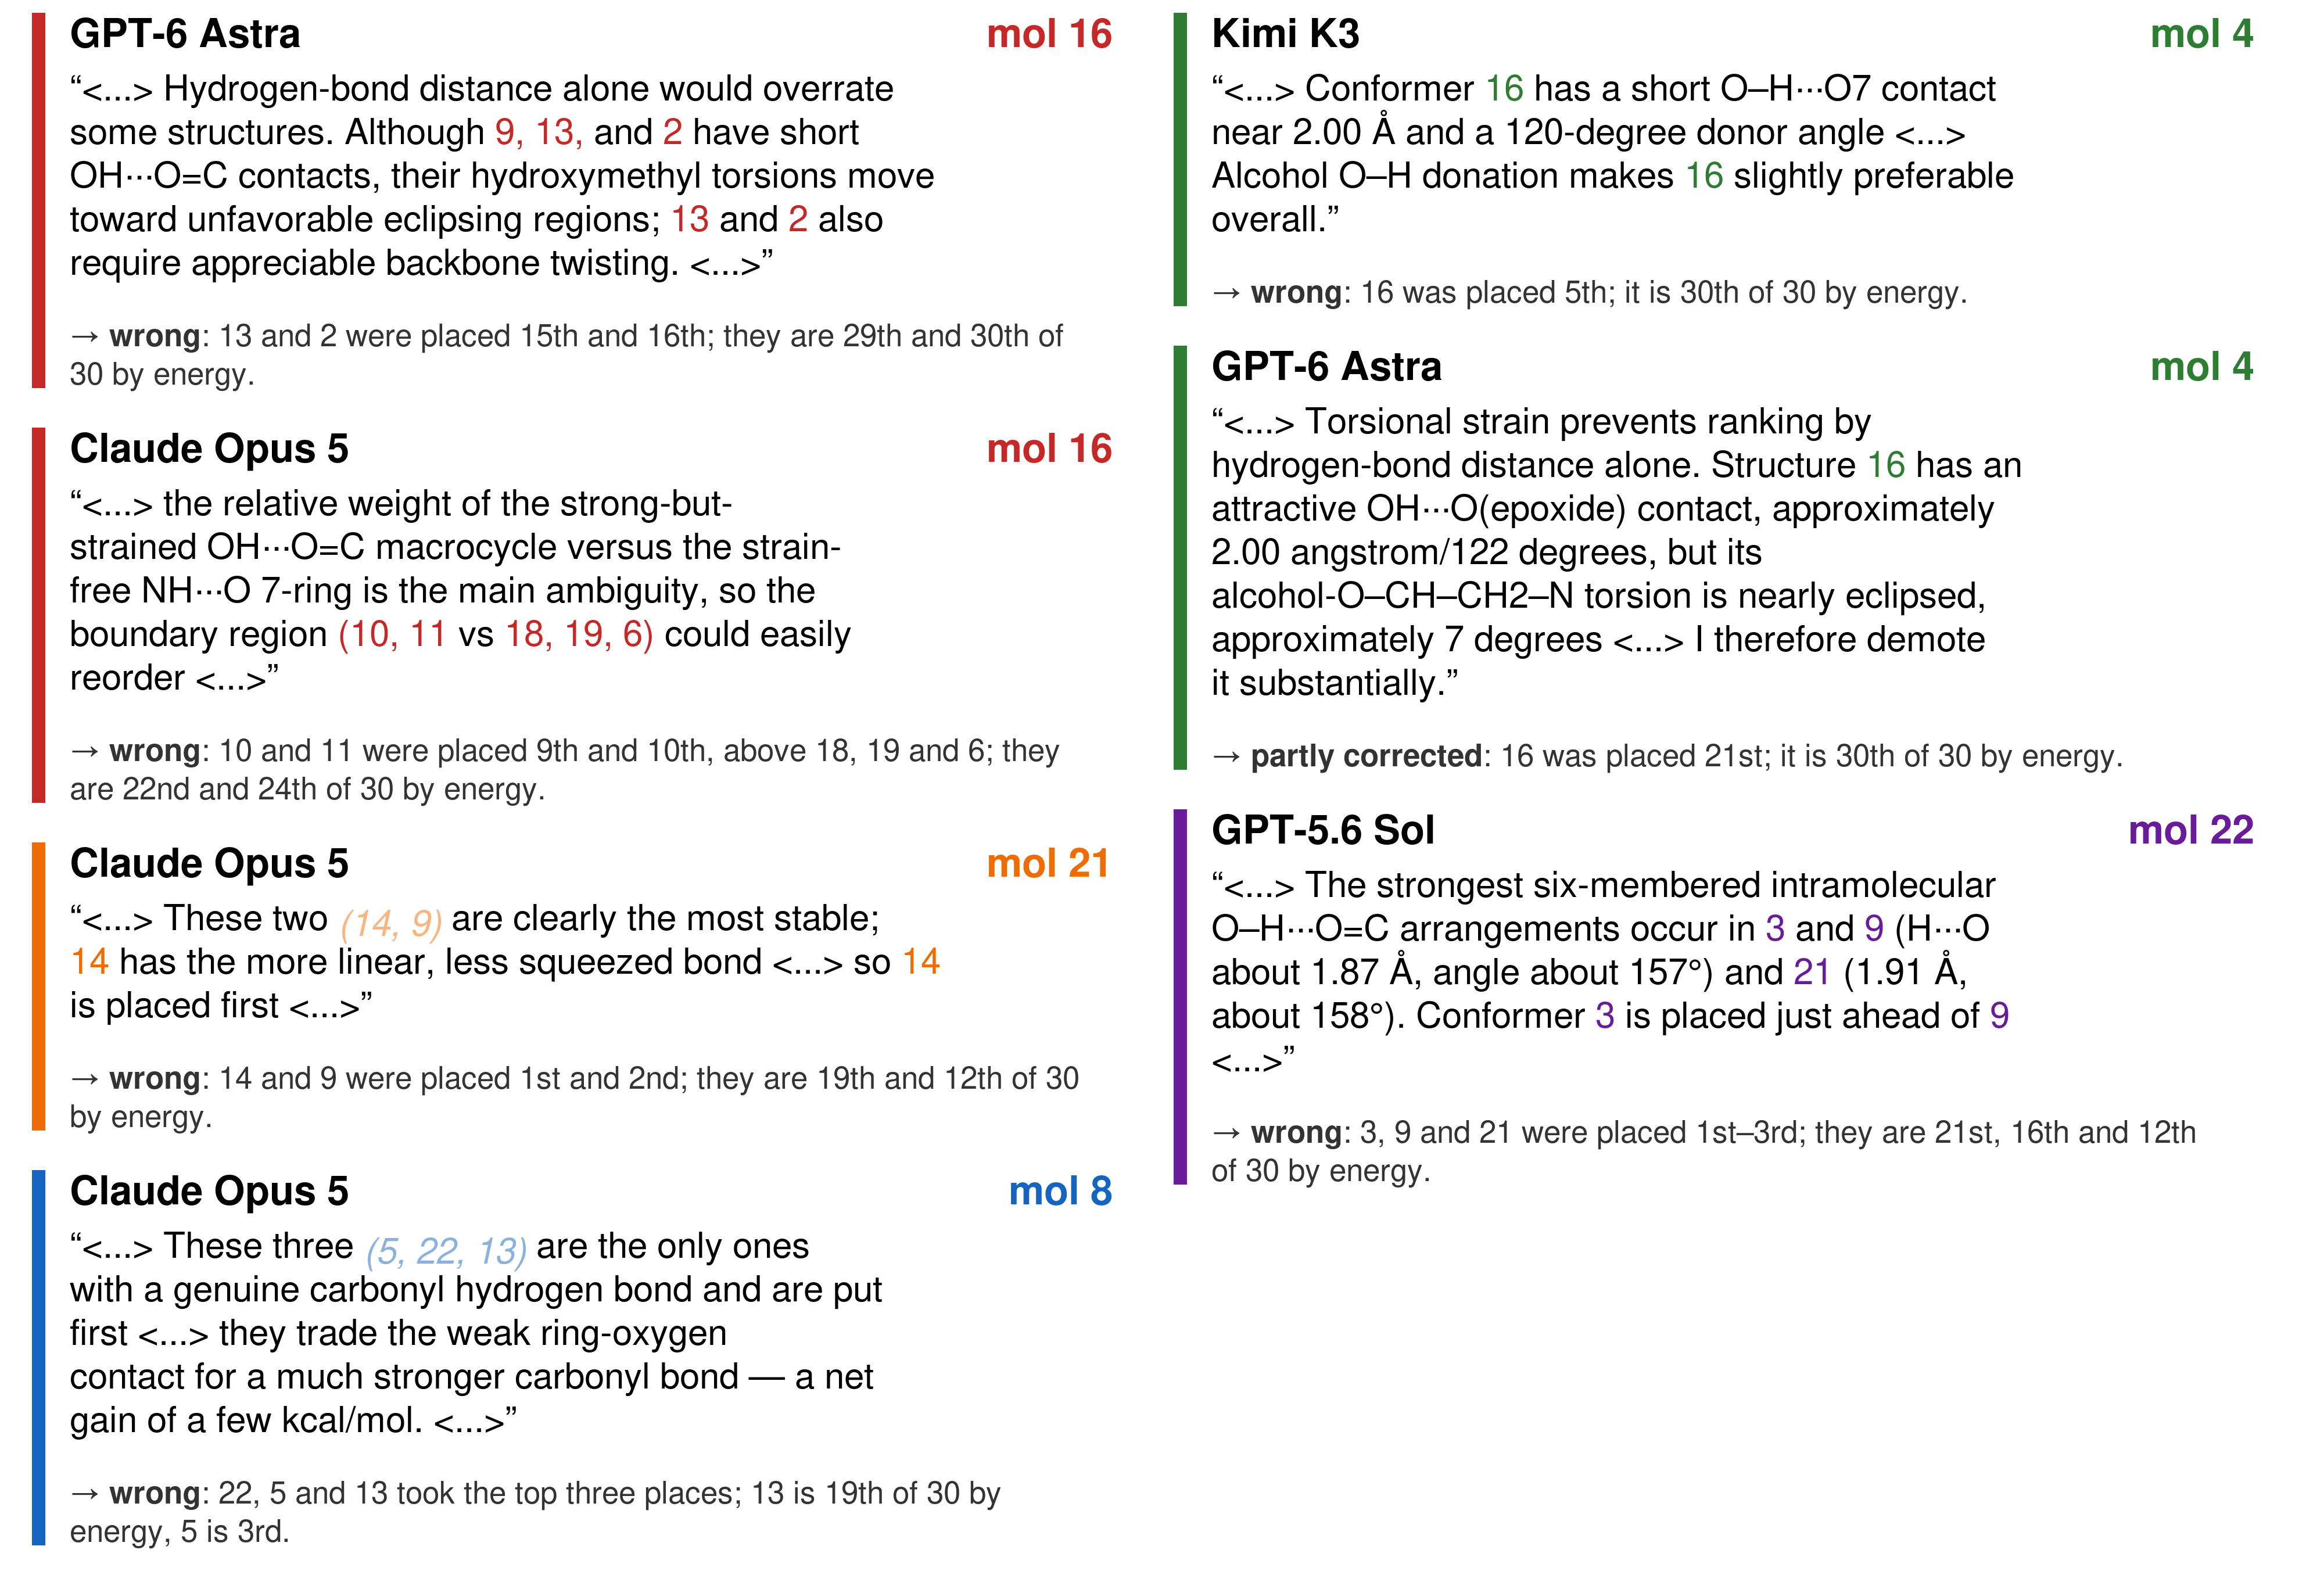 GPT-6 Astra mol 16
“<...> Hydrogen-bond distance alone would overrate
some structures. Although 9, 13, and 2 have short
OH···O=C contacts, their hydroxymethyl torsions move
toward unfavorable eclipsing regions; 13 and 2 also
require appreciable backbone twisting. <...>”
→ wrong: 13 and 2 were placed 15th and 16th; they are 29th and 30th of
30 by energy.
Claude Opus 5 mol 16
“<...> the relative weight of the strong-but-
strained OH···O=C macrocycle versus the strain-
free NH···O 7-ring is the main ambiguity, so the
boundary region (10, 11 vs 18, 19, 6) could easily
reorder <...>”
→ wrong: 10 and 11 were placed 9th and 10th, above 18, 19 and 6; they
are 22nd and 24th of 30 by energy.
Claude Opus 5 mol 21
“<...> These two (14, 9) are clearly the most stable;
14 has the more linear, less squeezed bond <...> so 14
is placed first <...>”
→ wrong: 14 and 9 were placed 1st and 2nd; they are 19th and 12th of 30
by energy.
Claude Opus 5 mol 8
“<...> These three (5, 22, 13) are the only ones
with a genuine carbonyl hydrogen bond and are put
first <...> they trade the weak ring-oxygen
contact for a much stronger carbonyl bond — a net
gain of a few kcal/mol. <...>”
→ wrong: 22, 5 and 13 took the top three places; 13 is 19th of 30 by
energy, 5 is 3rd.
Kimi K3 mol 4
“<...> Conformer 16 has a short O–H···O7 contact
near 2.00 Å and a 120-degree donor angle <...>
Alcohol O–H donation makes 16 slightly preferable
overall.”
→ wrong: 16 was placed 5th; it is 30th of 30 by energy.
GPT-6 Astra mol 4
“<...> Torsional strain prevents ranking by
hydrogen-bond distance alone. Structure 16 has an
attractive OH···O(epoxide) contact, approximately
2.00 angstrom/122 degrees, but its
alcohol-O–CH–CH2–N torsion is nearly eclipsed,
approximately 7 degrees <...> I therefore demote
it substantially.”
→ partly corrected: 16 was placed 21st; it is 30th of 30 by energy.
GPT-5.6 Sol mol 22
“<...> The strongest six-membered intramolecular
O–H···O=C arrangements occur in 3 and 9 (H···O
about 1.87 Å, angle about 157°) and 21 (1.91 Å,
about 158°). Conformer 3 is placed just ahead of 9
<...>”
→ wrong: 3, 9 and 21 were placed 1st–3rd; they are 21st, 16th and 12th
of 30 by energy.